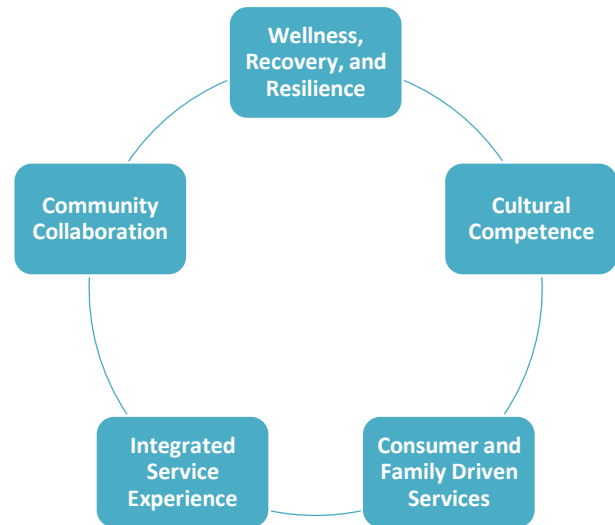 Wellness,
Recovery, and
Resilience
Community
Collaboration
Cultural
Competence
Integrated
Service
Experience
Consumer and
Family Driven
Services